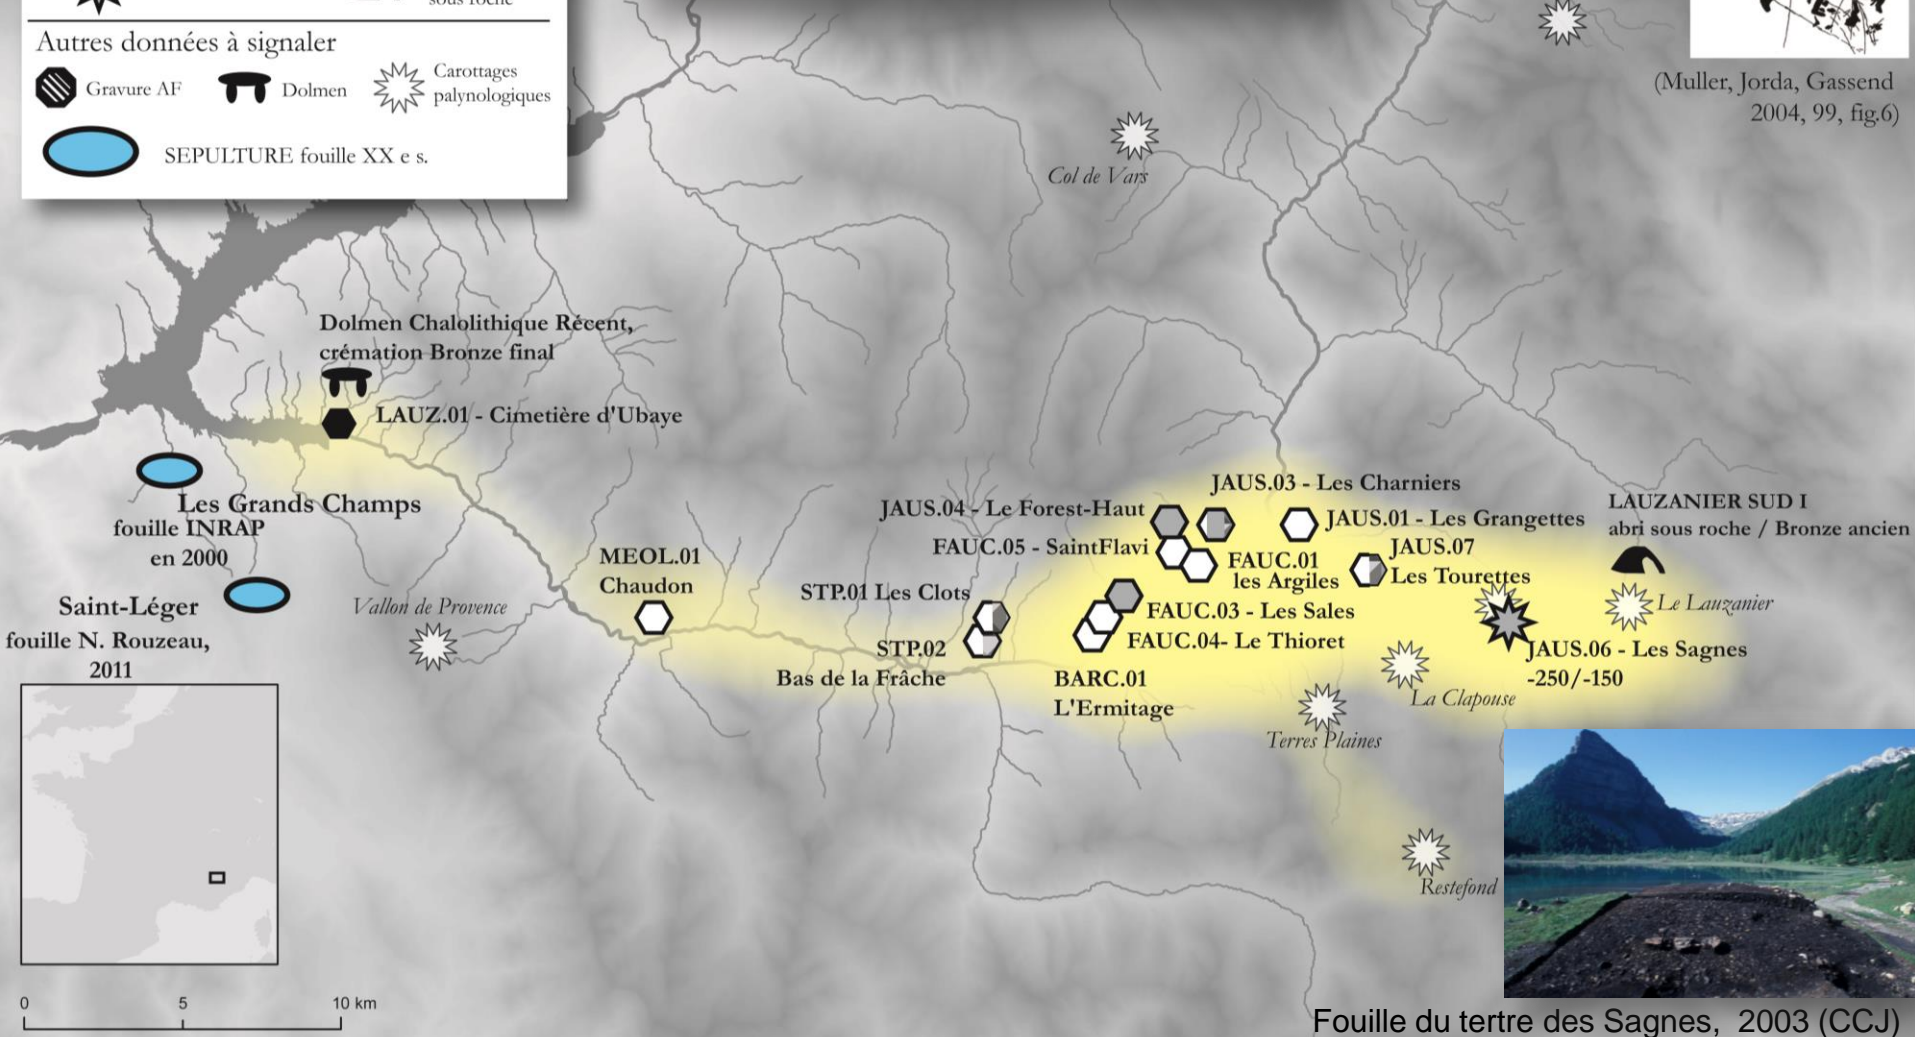 sous roche
Autres données à signaler
Gravure AF
Dolmen
Carottages
palynologiques
SEPULTURE fouille XX e s.
(Muller, Jorda, Gassend
2004, 99, fig.6)
Col de Vars
Dolmen Chalolithique Récent,
crémation Bronze final
LAUZ.01 - Cimetière d'Ubaye
Les Grands Champs
fouille INRAP
en 2000
Saint-Léger
fouille N. Rouzeau,
2011
Vallon de Provence
MEOL.01
Chaudon
JAUS.03 - Les Charniers
JAUS.04 - Le Forest-Haut
JAUS.01 - Les Grangettes
FAUC.05 - SaintFlavi
FAUC.01
les Argiles
JAUS.07
Les Tourettes
LAUZANIER SUD I
abri sous roche / Bronze ancien
Le Lauzanier
STP.01 Les Clots
FAUC.03 - Les Sales
FAUC.04- Le Thioret
STP.02
Bas de la Frâche
BARC.01
L'Ermitage
JAUS.06 - Les Sagnes
-250/-150
La Clapouse
Terres Plaines
Restefond
0 5 10 km
Fouille du tertre des Sagnes, 2003 (CCJ)